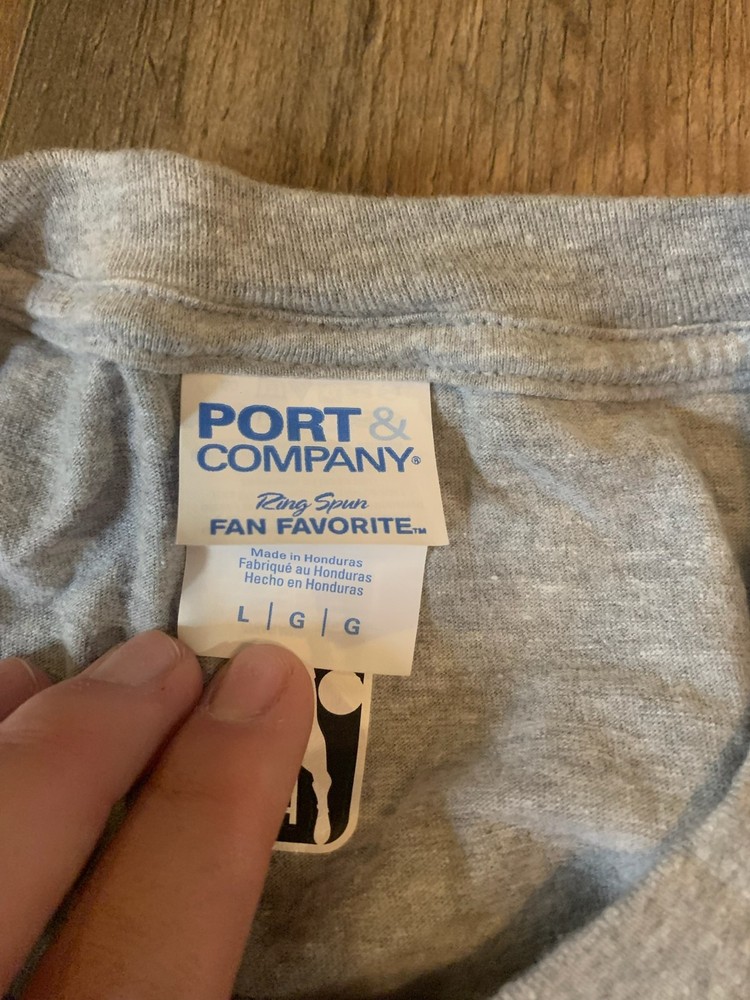 PORT &
COMPANY®
Ring Spun
FAN FAVORITE™
Made in Honduras
Fabriqué au Honduras
Hecho en Honduras
L | G | G